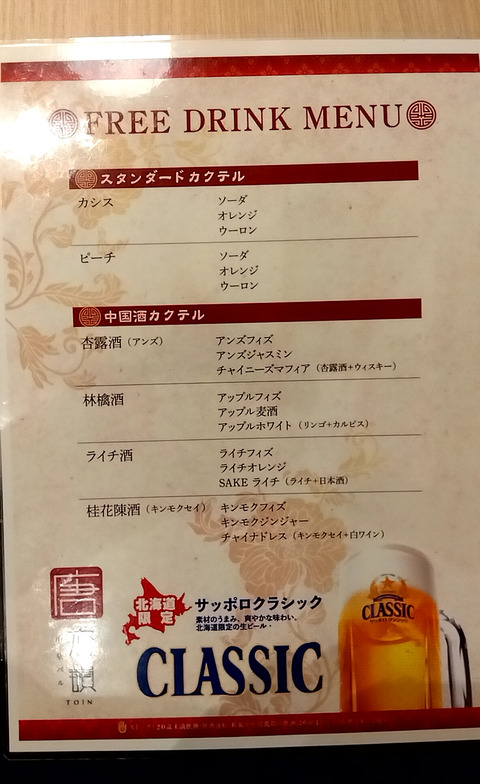 FREE DRINK MENU
スタンダードカクテル
カシス
ソーダ
オレンジ
ウーロン
ピーチ
ソーダ
オレンジ
ウーロン
中国酒カクテル
杏露酒（アンズ）
アンズフィズ
アンズジャスミン
チャイニーズマフィア（杏露酒+ウィスキー）
林檎酒
アップルフィズ
アップル麦酒
アップルホワイト（リンゴ+カルピス）
ライチ酒
ライチフィズ
ライチオレンジ
SAKE ライチ（ライチ+日本酒）
桂花陳酒（キンモクセイ）
キンモクフィズ
キンモクジンジャー
チャイナドレス（キンモクセイ+白ワイン）
唐
TOIN
北海道
限定
サッポロクラシック
素材のうまみ、爽やかな味わい。
北海道限定の生ビール。
CLASSIC
CLASSIC
サッポロクラシック